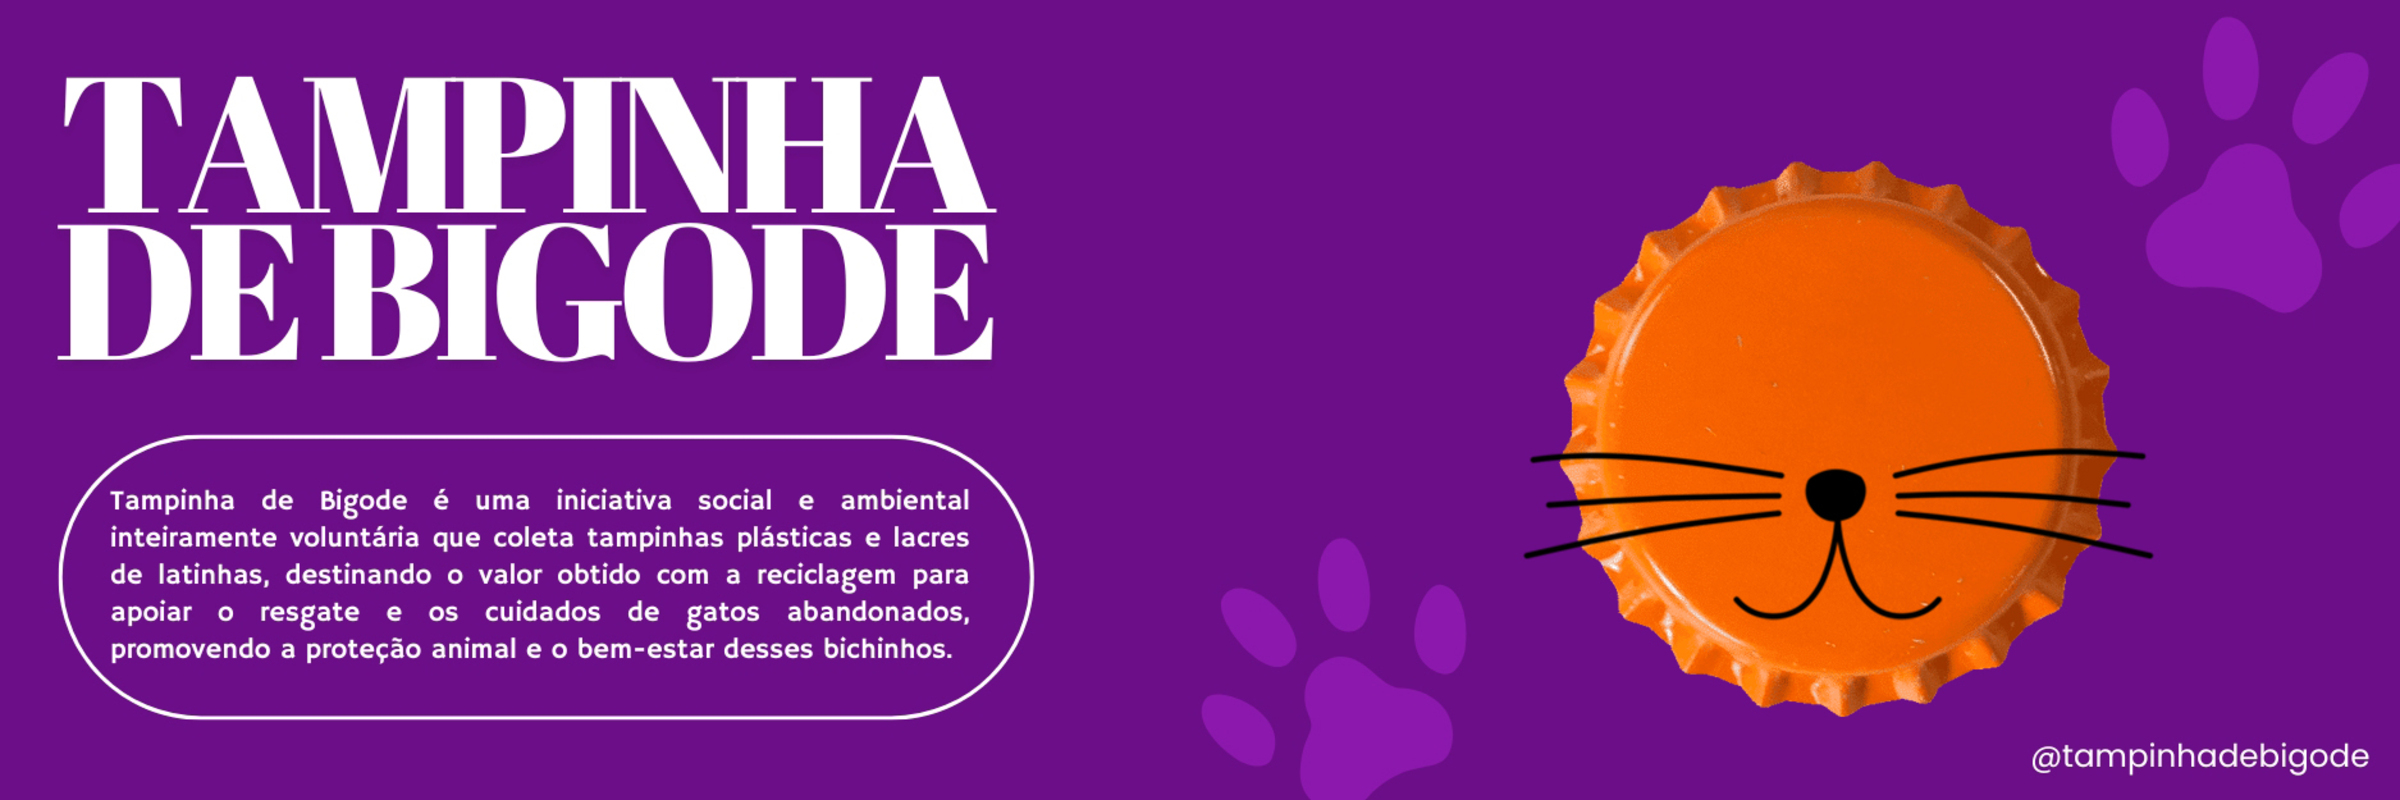 TAMPINHA
DE BIGODE
Tampinha de Bigode é uma iniciativa social e ambiental
inteiramente voluntária que coleta tampinhas plásticas e lacres
de latinhas, destinando o valor obtido com a reciclagem para
apoiar o resgate e os cuidados de gatos abandonados,
promovendo a proteção animal e o bem-estar desses bichinhos.
@tampinhadebigode